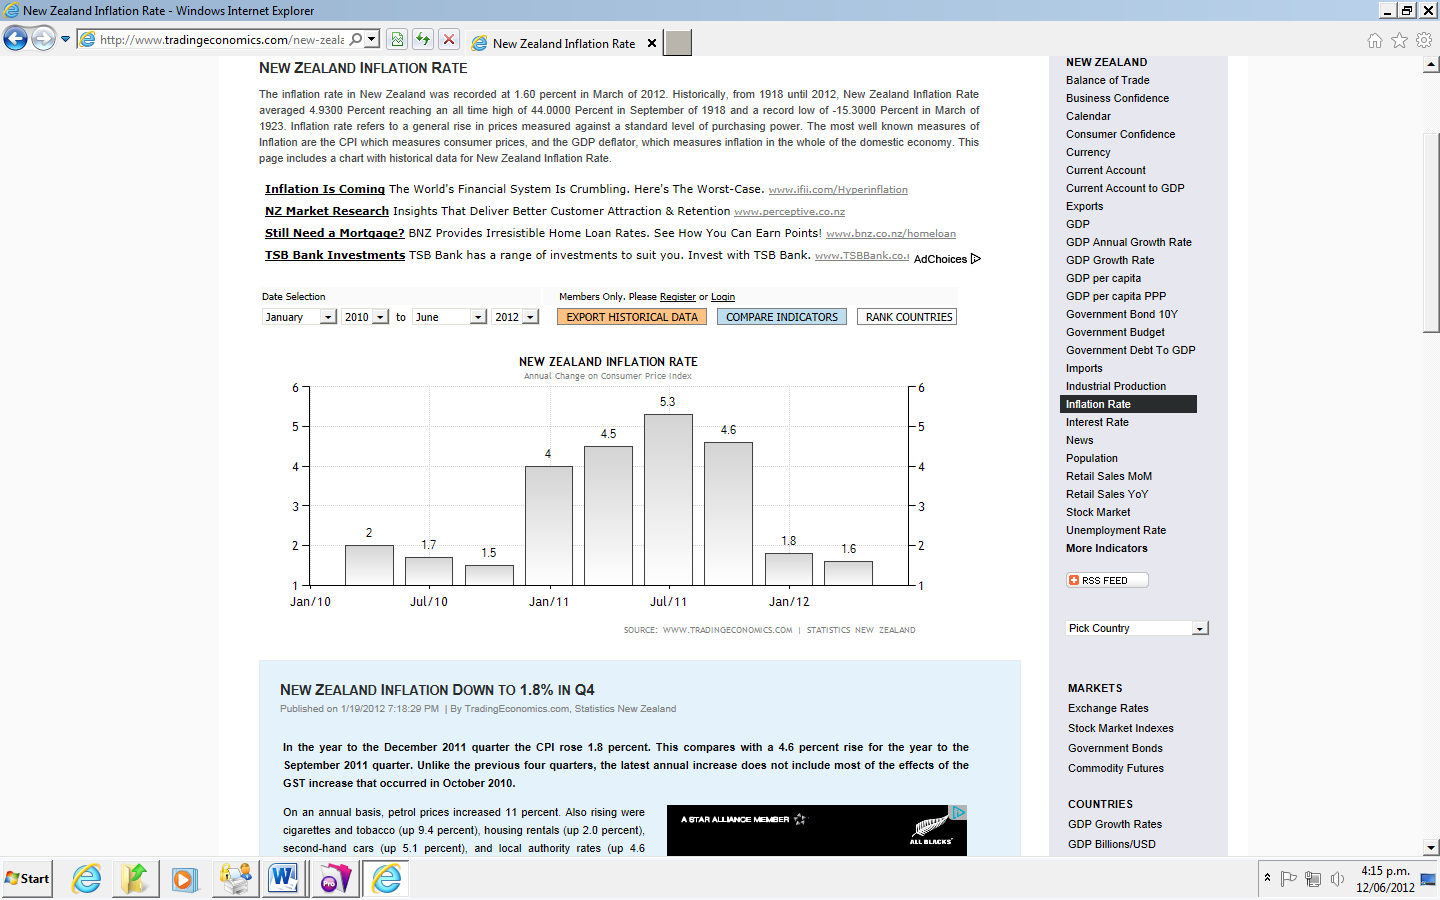 New Zealand Inflation Rate - Windows Internet Explorer
http://www.tradingeconomics.com/new-zeala
New Zealand Inflation Rate
NEW ZEALAND INFLATION RATE
The inflation rate in New Zealand was recorded at 1.60 percent in March of 2012. Historically, from 1918 until 2012, New Zealand Inflation Rate
averaged 4.9300 Percent reaching an all time high of 44.0000 Percent in September of 1918 and a record low of -15.3000 Percent in March of
1923. Inflation rate refers to a general rise in prices measured against a standard level of purchasing power. The most well known measures of
Inflation are the CPI which measures consumer prices, and the GDP deflator, which measures inflation in the whole of the domestic economy. This
page includes a chart with historical data for New Zealand Inflation Rate.
Inflation Is Coming The World's Financial System Is Crumbling. Here's The Worst-Case. www.ifii.com/Hyperinflation
NZ Market Research Insights That Deliver Better Customer Attraction & Retention www.perceptive.co.nz
Still Need a Mortgage? BNZ Provides Irresistible Home Loan Rates. See How You Can Earn Points! www.bnz.co.nz/homeloan
TSB Bank Investments TSB Bank has a range of investments to suit you. Invest with TSB Bank. www.TSBBank.co.
AdChoices
Date Selection
Members Only. Please Register or Login
January 2010 to June 2012
EXPORT HISTORICAL DATA COMPARE INDICATORS RANK COUNTRIES
NEW ZEALAND INFLATION RATE
Annual Change on Consumer Price Index
6 6
5 5
4 4
3 3
2 2
1 1
2 1.7 1.5 4 4.5 5.3 4.6 1.8 1.6
Jan/10 Jul/10 Jan/11 Jul/11 Jan/12
SOURCE: WWW.TRADINGECONOMICS.COM | STATISTICS NEW ZEALAND
NEW ZEALAND INFLATION DOWN TO 1.8% IN Q4
Published on 1/19/2012 7:18:29 PM | By TradingEconomics.com, Statistics New Zealand
In the year to the December 2011 quarter the CPI rose 1.8 percent. This compares with a 4.6 percent rise for the year to the
September 2011 quarter. Unlike the previous four quarters, the latest annual increase does not include most of the effects of the
GST increase that occurred in October 2010.
On an annual basis, petrol prices increased 11 percent. Also rising were
cigarettes and tobacco (up 9.4 percent), housing rentals (up 2.0 percent),
second-hand cars (up 5.1 percent), and local authority rates (up 4.6
A STAR ALLIANCE MEMBER
ALL BLACKS
NEW ZEALAND
Balance of Trade
Business Confidence
Calendar
Consumer Confidence
Currency
Current Account
Current Account to GDP
Exports
GDP
GDP Annual Growth Rate
GDP Growth Rate
GDP per capita
GDP per capita PPP
Government Bond 10Y
Government Budget
Government Debt To GDP
Imports
Industrial Production
Inflation Rate
Interest Rate
News
Population
Retail Sales MoM
Retail Sales YoY
Stock Market
Unemployment Rate
More Indicators
RSS FEED
Pick Country
MARKETS
Exchange Rates
Stock Market Indexes
Government Bonds
Commodity Futures
COUNTRIES
GDP Growth Rates
GDP Billions/USD
Start
Pro
4:15 p.m.
12/06/2012